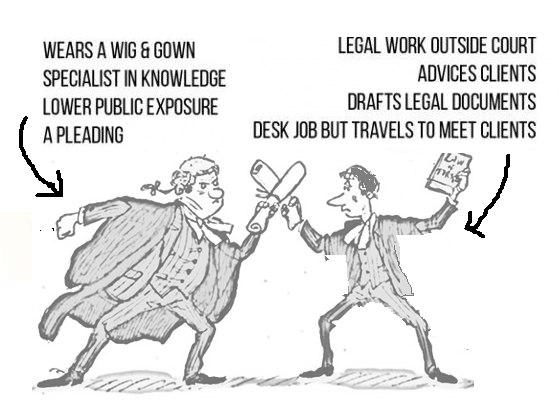 WEARS A WIG & GOWN
SPECIALIST IN KNOWLEDGE
LOWER PUBLIC EXPOSURE
A PLEADING
LEGAL WORK OUTSIDE COURT
ADVICES CLIENTS
DRAFTS LEGAL DOCUMENTS
DESK JOB BUT TRAVELS TO MEET CLIENTS
LAW